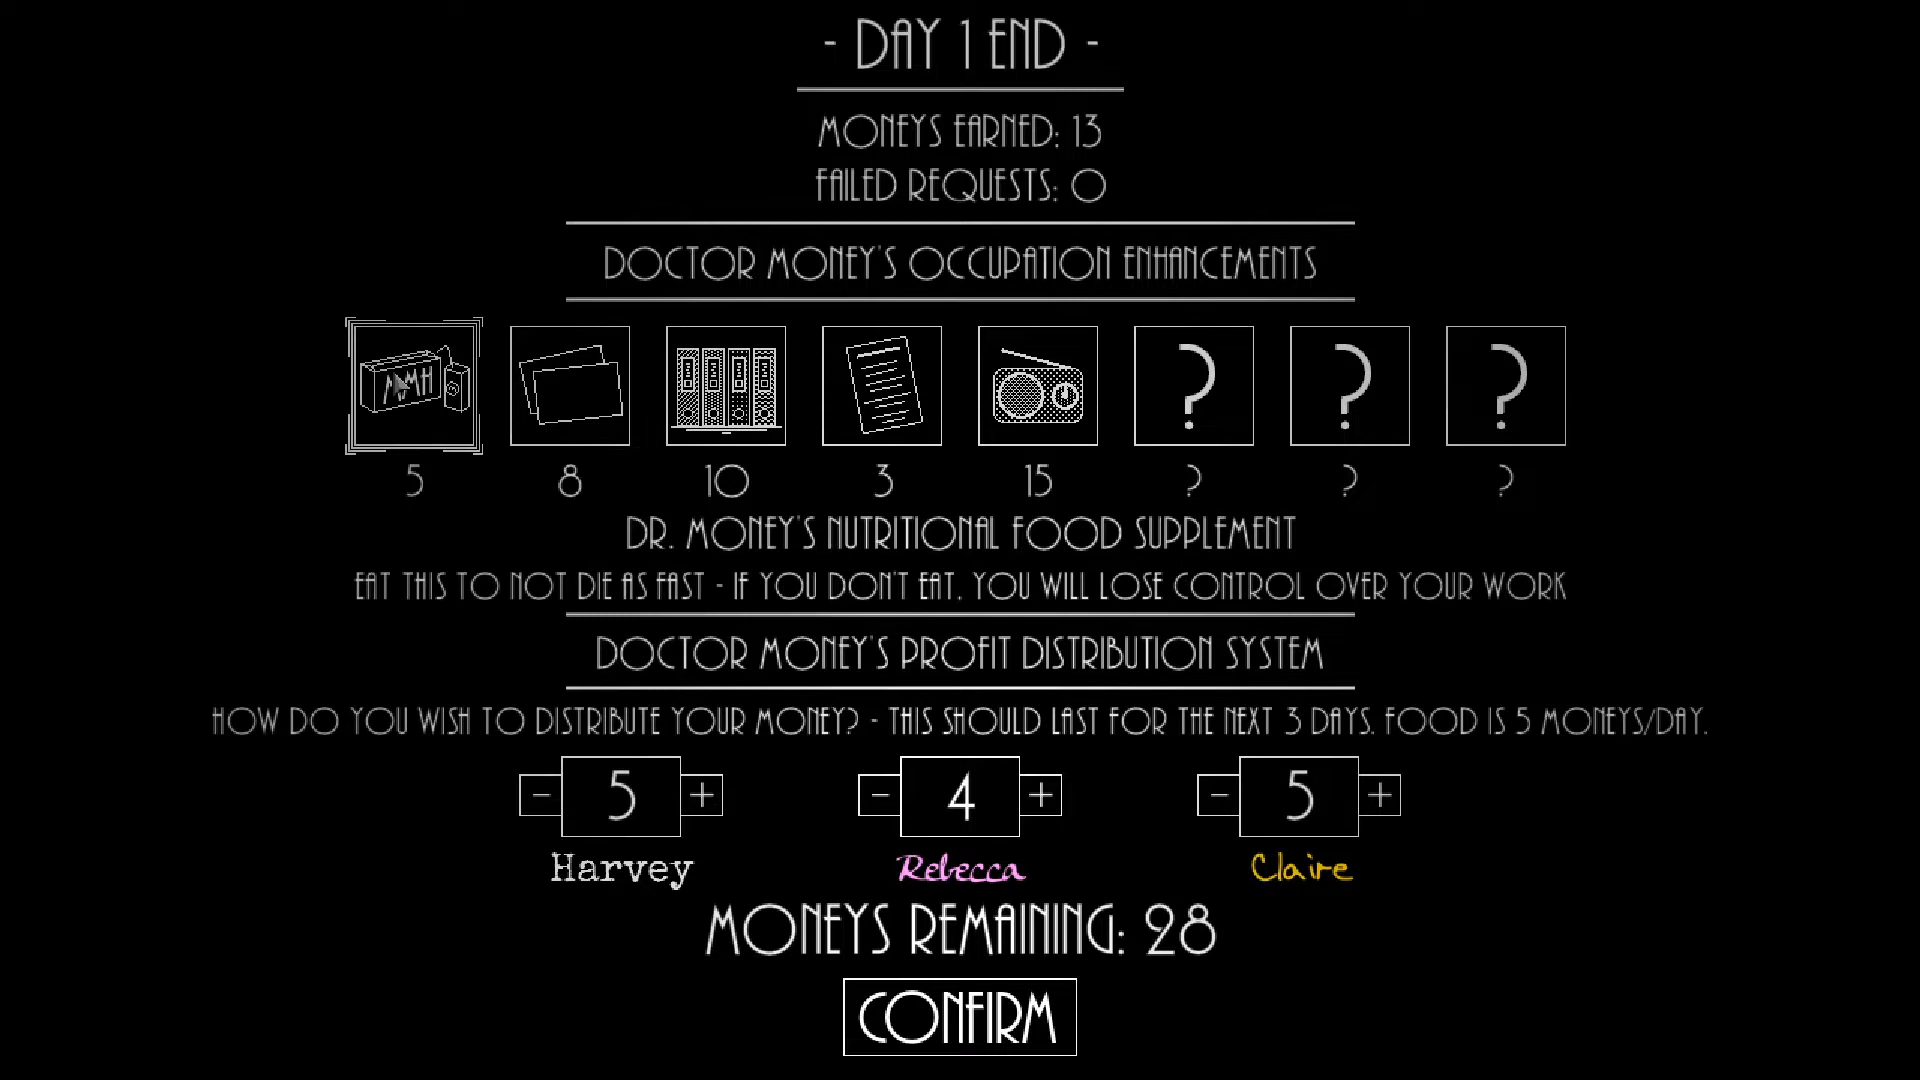 - DAY 1 END -
MONEYS EARNED: 13
FAILED REQUESTS: 0
DOCTOR MONEY'S OCCUPATION ENHANCEMENTS
? ? ?
5 8 10 3 15 ? ? ?
DR. MONEY'S NUTRITIONAL FOOD SUPPLEMENT
EAT THIS TO NOT DIE AS FAST - IF YOU DON'T EAT, YOU WILL LOSE CONTROL OVER YOUR WORK
DOCTOR MONEY'S PROFIT DISTRIBUTION SYSTEM
HOW DO YOU WISH TO DISTRIBUTE YOUR MONEY? - THIS SHOULD LAST FOR THE NEXT 3 DAYS. FOOD IS 5 MONEYS/DAY.
- 5 + - 4 + - 5 +
Harvey Rebecca Claire
MONEYS REMAINING: 28
CONFIRM